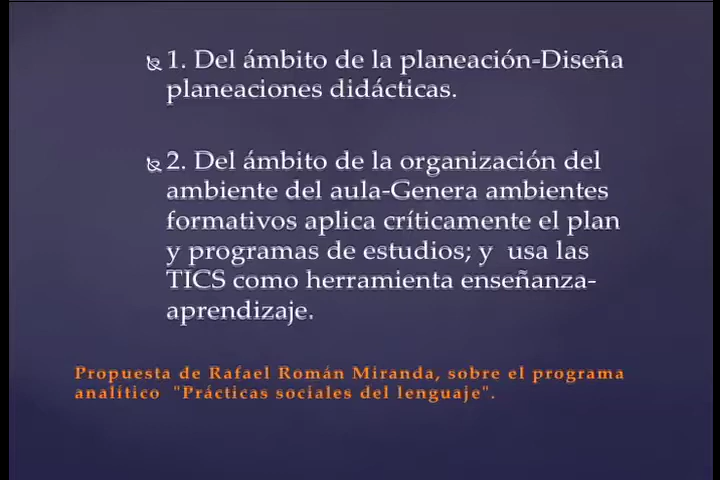 1. Del ámbito de la planeación-Diseña
planeaciones didácticas.
2. Del ámbito de la organización del
ambiente del aula-Genera ambientes
formativos aplica críticamente el plan
y programas de estudios; y usa las
TICS como herramienta enseñanza-
aprendizaje.
Propuesta de Rafael Román Miranda, sobre el programa
analítico "Prácticas sociales del lenguaje".